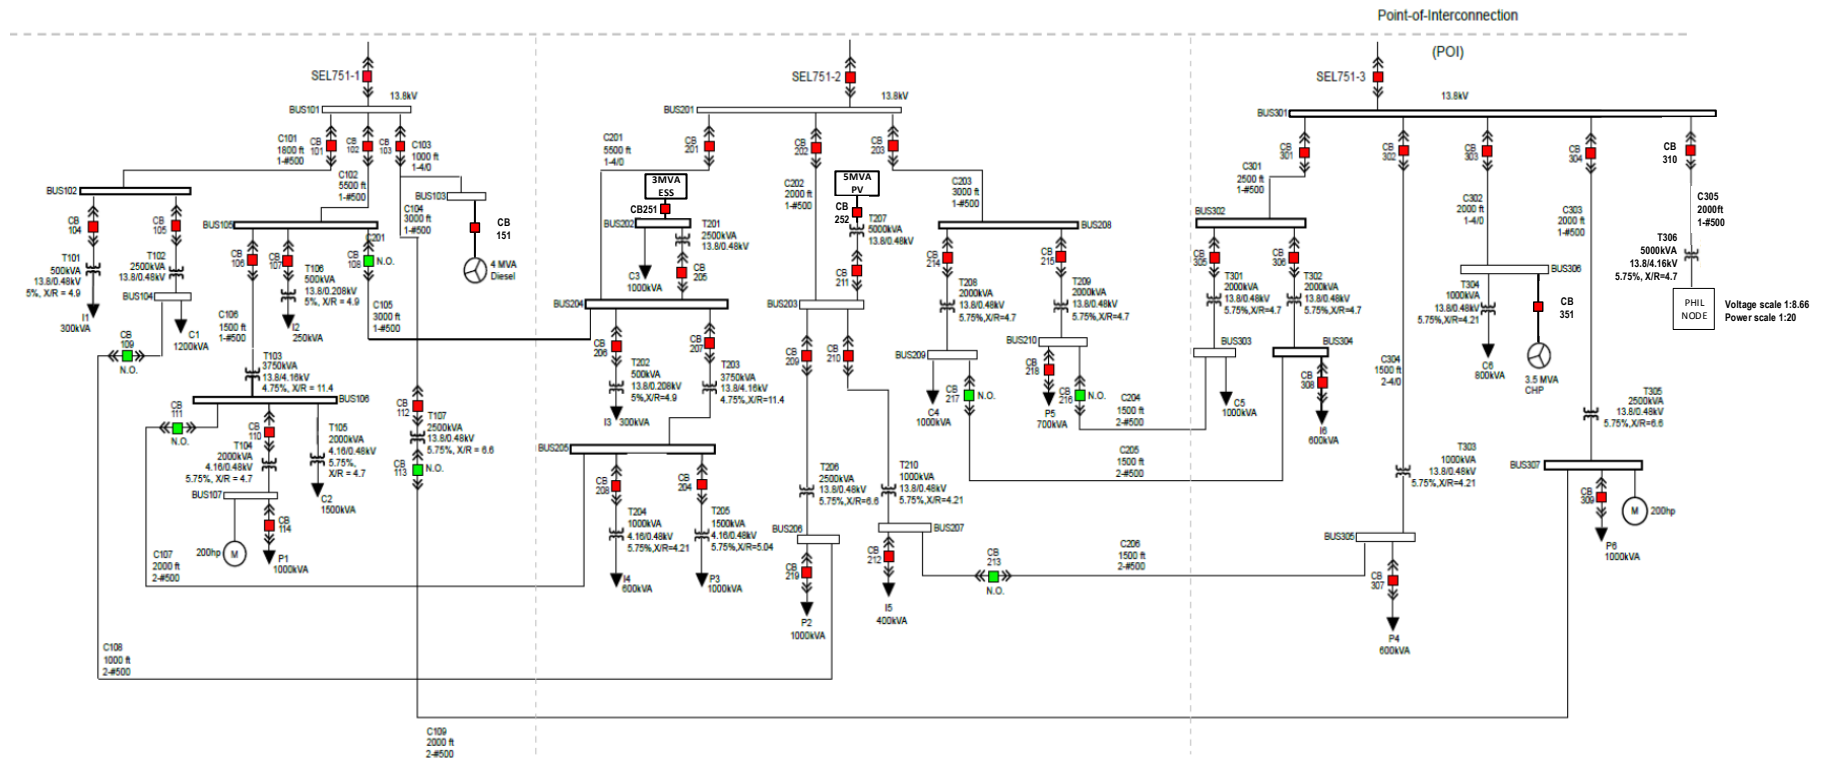 Point-of-Interconnection
(POI)
SEL751-1
13.8kV
BUS101
C101
1800 ft
1-#500
CB
101
CB
102
CB
103
C103
1000 ft
1-4/0
C102
5500 ft
1-#500
BUS102
BUS103
C104
3000 ft
1-#500
CB
151
4 MVA
Diesel
CB
104
CB
105
T101
500kVA
13.8/0.48kV
5%, X/R = 4.9
I1
300kVA
T102
2500kVA
13.8/0.48kV
BUS104
C1
1200kVA
CB
109
N.O.
BUS105
C201
CB
106
CB
107
CB
108
N.O.
T106
500kVA
13.8/0.208kV
5%, X/R = 4.9
I2
250kVA
C105
3000 ft
1-#500
C106
1500 ft
1-#500
T103
3750kVA
13.8/4.16kV
4.75%, X/R = 11.4
BUS106
CB
111
N.O.
CB
110
T104
2000kVA
4.16/0.48kV
5.75%, X/R = 4.7
T105
2000kVA
4.16/0.48kV
5.75%,
X/R = 4.7
C2
1500kVA
BUS107
CB
114
200hp
M
P1
1000kVA
CB
112
T107
2500kVA
13.8/0.48kV
5.75%, X/R = 6.6
CB
113
N.O.
C107
2000 ft
2-#500
C108
1000 ft
2-#500
C109
2000 ft
2-#500
SEL751-2
13.8kV
BUS201
C201
5500 ft
1-4/0
CB
201
CB
202
CB
203
3MVA
ESS
CB251
BUS202
T201
2500kVA
13.8/0.48kV
C3
1000kVA
CB
205
C202
2000 ft
1-#500
5MVA
PV
CB
252
T207
5000kVA
13.8/0.48kV
CB
211
C203
3000 ft
1-#500
BUS208
BUS204
BUS203
CB
206
CB
207
T202
500kVA
13.8/0.208kV
5%,X/R=4.9
I3
300kVA
T203
3750kVA
13.8/4.16kV
4.75%,X/R=11.4
BUS205
CB
208
CB
204
T204
1000kVA
4.16/0.48kV
5.75%,X/R=4.21
T205
1500kVA
4.16/0.48kV
5.75%,X/R=5.04
I4
600kVA
P3
1000kVA
CB
209
CB
210
T206
2500kVA
13.8/0.48kV
5.75%,X/R=6.6
T210
1000kVA
13.8/0.48kV
5.75%,X/R=4.21
BUS206
BUS207
CB
219
P2
1000kVA
CB
212
I5
400kVA
CB
213
N.O.
CB
214
CB
215
T208
2000kVA
13.8/0.48kV
5.75%,X/R=4.7
T209
2000kVA
13.8/0.48kV
5.75%,X/R=4.7
BUS209
BUS210
CB
217
N.O.
CB
218
CB
216
N.O.
C4
1000kVA
P5
700kVA
C204
1500 ft
2-#500
C205
1500 ft
2-#500
C206
1500 ft
2-#500
SEL751-3
13.8kV
BUS301
CB
301
CB
302
CB
303
CB
304
CB
310
C301
2500 ft
1-#500
BUS302
CB
305
CB
306
T301
2000kVA
13.8/0.48kV
5.75%,X/R=4.7
T302
2000kVA
13.8/0.48kV
5.75%,X/R=4.7
BUS303
BUS304
C5
1000kVA
CB
308
I6
600kVA
C302
2000 ft
1-4/0
BUS306
T304
1000kVA
13.8/0.48kV
5.75%,X/R=4.21
C6
800kVA
CB
351
3.5 MVA
CHP
C303
2000 ft
1-#500
C304
1500 ft
2-4/0
T303
1000kVA
13.8/0.48kV
5.75%,X/R=4.21
BUS305
CB
307
P4
600kVA
T305
2500kVA
13.8/0.48kV
5.75%,X/R=6.6
BUS307
CB
309
M
200hp
P6
1000kVA
C305
2000ft
1-#500
T306
5000kVA
13.8/4.16kV
5.75%, X/R=4.7
PHIL
NODE
Voltage scale 1:8.66
Power scale 1:20